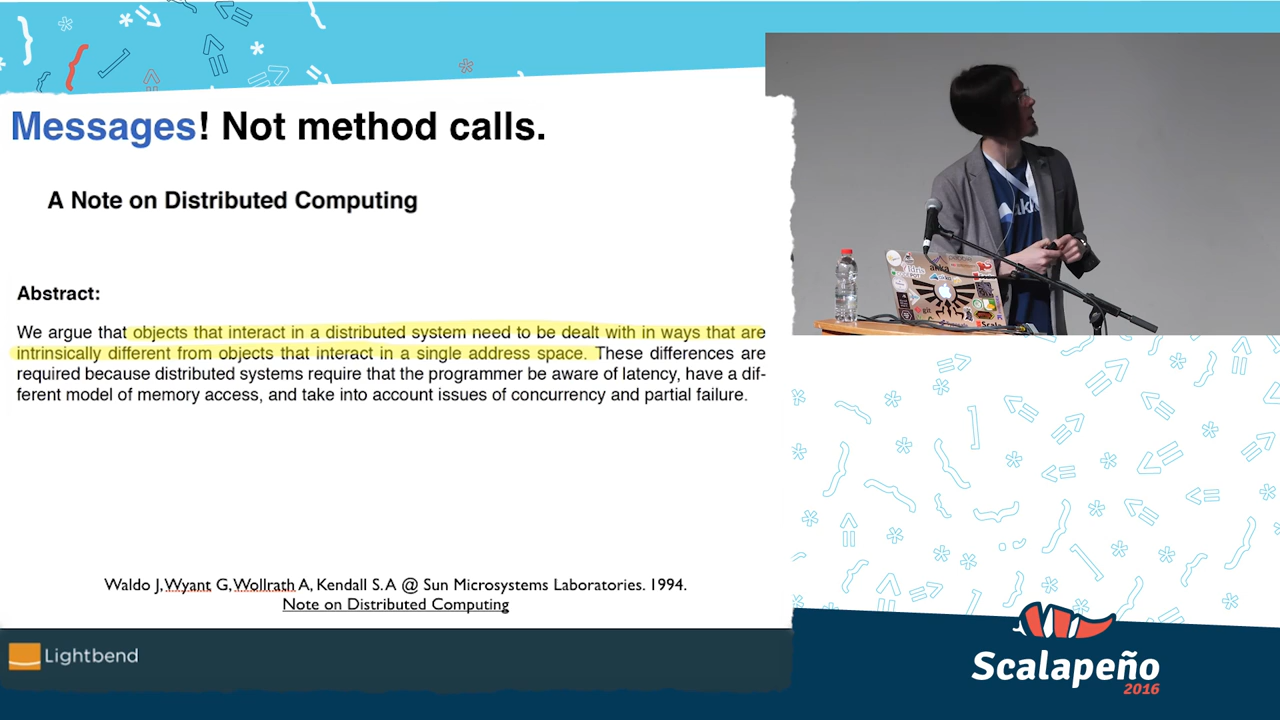 Messages! Not method calls.
A Note on Distributed Computing
Abstract:
We argue that objects that interact in a distributed system need to be dealt with in ways that are
intrinsically different from objects that interact in a single address space. These differences are
required because distributed systems require that the programmer be aware of latency, have a dif-
ferent model of memory access, and take into account issues of concurrency and partial failure.
Waldo J, Wyant G, Wollrath A, Kendall S.A @ Sun Microsystems Laboratories. 1994.
Note on Distributed Computing
Lightbend
Scalapeño
2016
akka